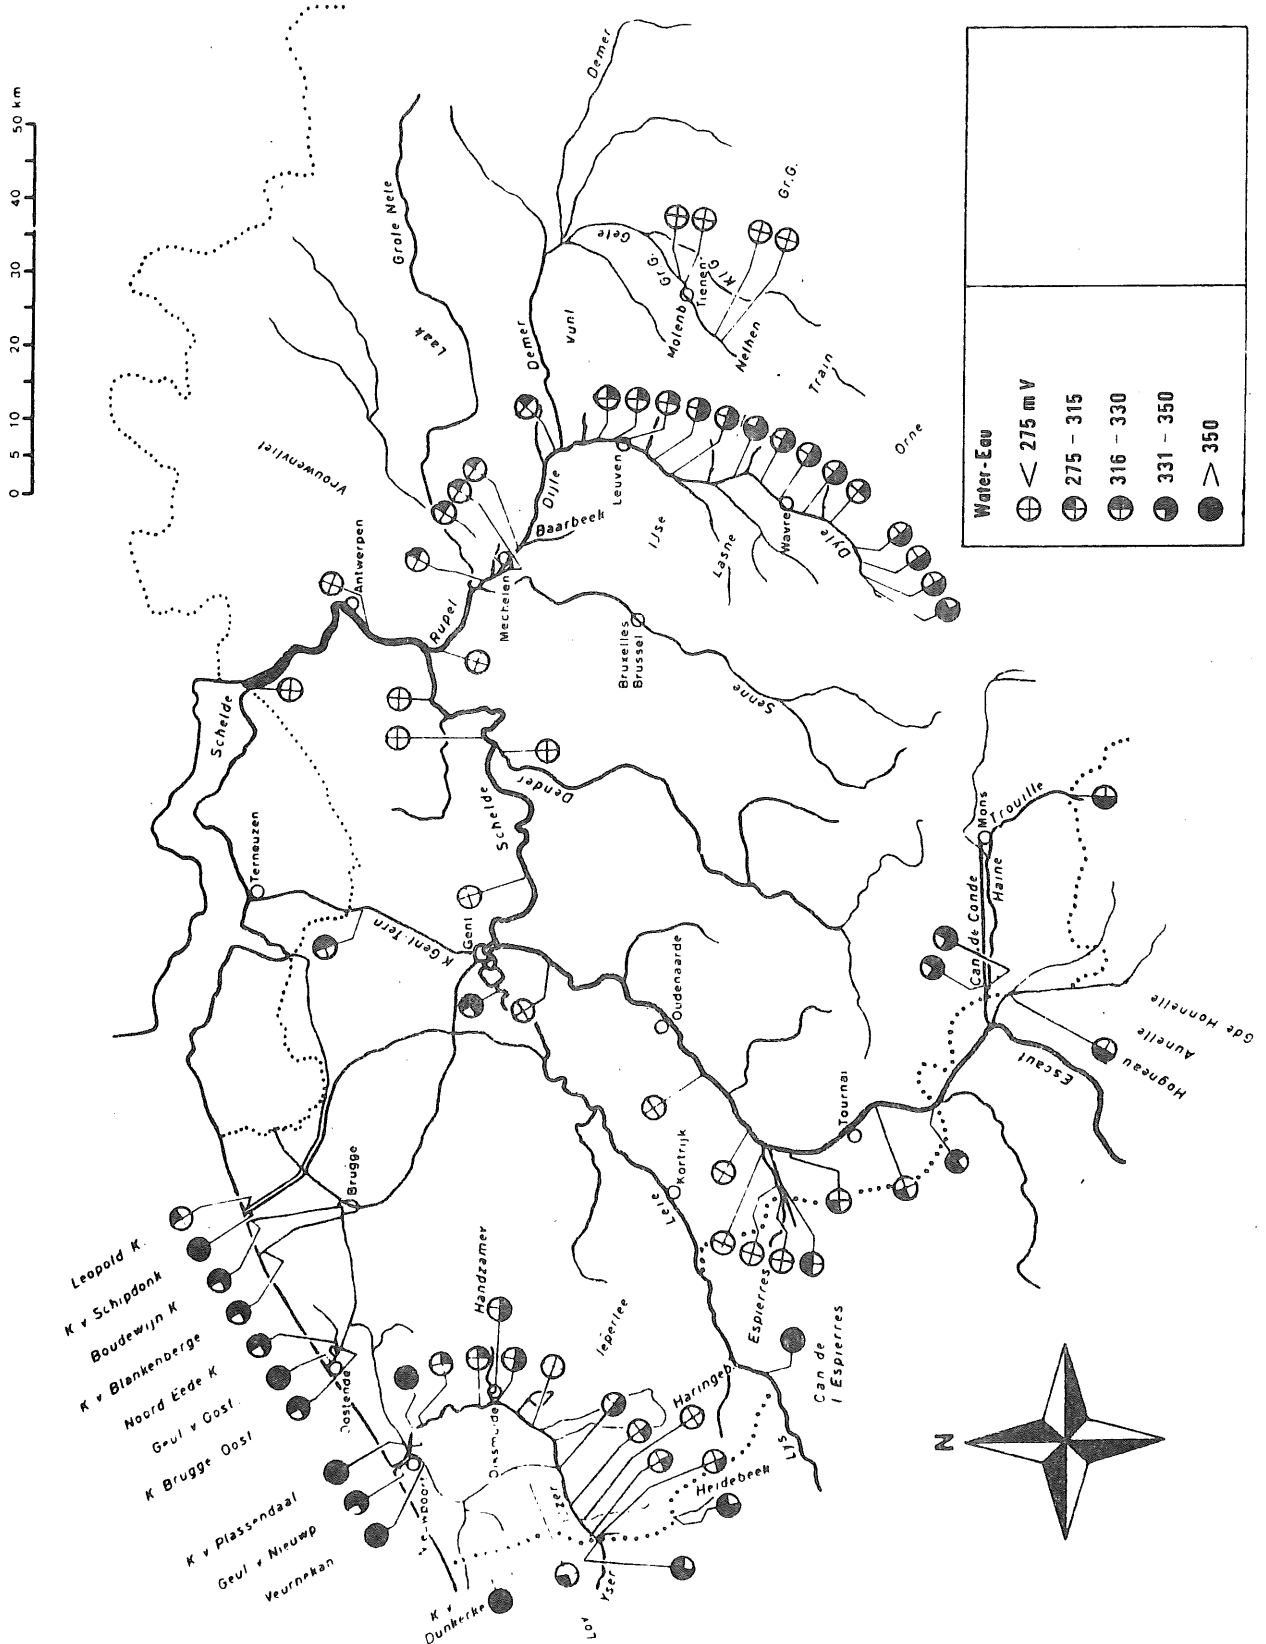 0 5 10 20 30 40 50 km
Demer
Grote Nete
Laak
Vrouwenvliet
Gete
Gr.G.
Gr.G.
Kl G
Tienen
Molenb
Nethen
Train
Demer
Dijle
Leuven
Baarbeek
IJse
Lasne
Wavre
Dyle
Orne
Antwerpen
Rupel
Mechelen
Bruxelles
Brussel
Senne
Schelde
Dender
Schelde
Terneuzen
K Gent-Tern
Gent
Oudenaarde
Mons
Trouille
Haine
Can de Conde
Gde Honnelle
Aunelle
Hogneau
Escaut
Tournai
Brugge
Leie
Kortrijk
Espierres
Can de
l Espierres
Leopold K.
K v Schipdonk
Boudewijn K
K v Blankenberge
Noord Eede K
Geul v Oost.
K Brugge Oost
Oostende
K v Plassendaal
Geul v Nieuwp
Veurnekan
K v
Dunkerke
Handzamer
Ieperlee
Haringeb.
Heidebeek
Lys
Yser
Lov
N
Water-Eau
< 275 m V
275 - 315
316 - 330
331 - 350
> 350